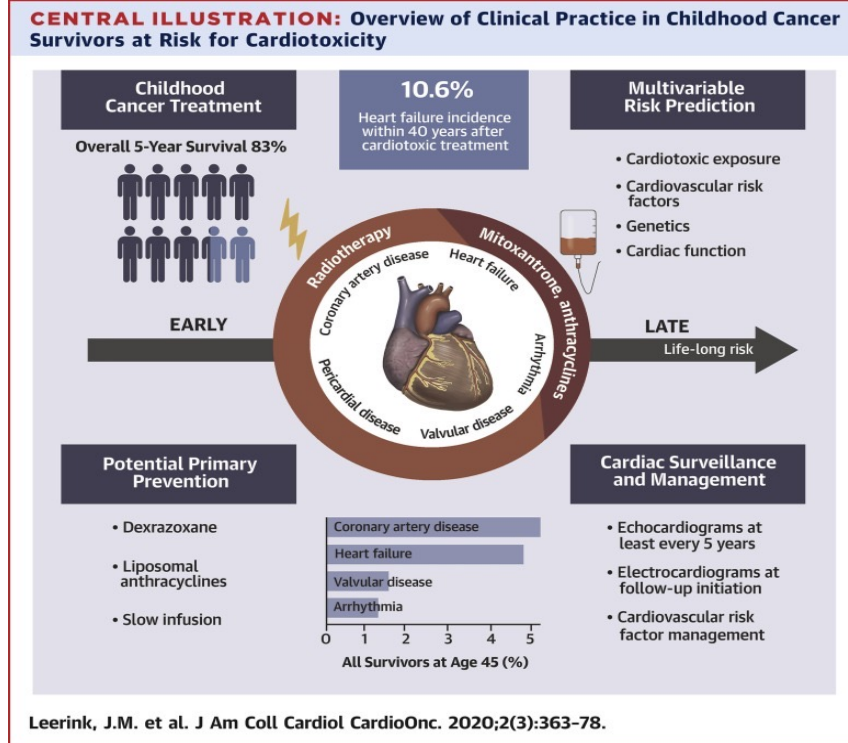 CENTRAL ILLUSTRATION: Overview of Clinical Practice in Childhood Cancer
Survivors at Risk for Cardiotoxicity
Childhood
Cancer Treatment
Overall 5-Year Survival 83%
10.6%
Heart failure incidence
within 40 years after
cardiotoxic treatment
Multivariable
Risk Prediction
• Cardiotoxic exposure
• Cardiovascular risk
factors
• Genetics
• Cardiac function
EARLY
Radiotherapy
Mitoxantrone, anthracyclines
Coronary artery disease
Heart failure
Arrhythmia
Valvular disease
Pericardial disease
LATE
Life-long risk
Potential Primary
Prevention
• Dexrazoxane
• Liposomal
anthracyclines
• Slow infusion
Coronary artery disease
Heart failure
Valvular disease
Arrhythmia
0 1 2 3 4 5
All Survivors at Age 45 (%)
Cardiac Surveillance
and Management
• Echocardiograms at
least every 5 years
• Electrocardiograms at
follow-up initiation
• Cardiovascular risk
factor management
Leerink, J.M. et al. J Am Coll Cardiol CardioOnc. 2020;2(3):363–78.